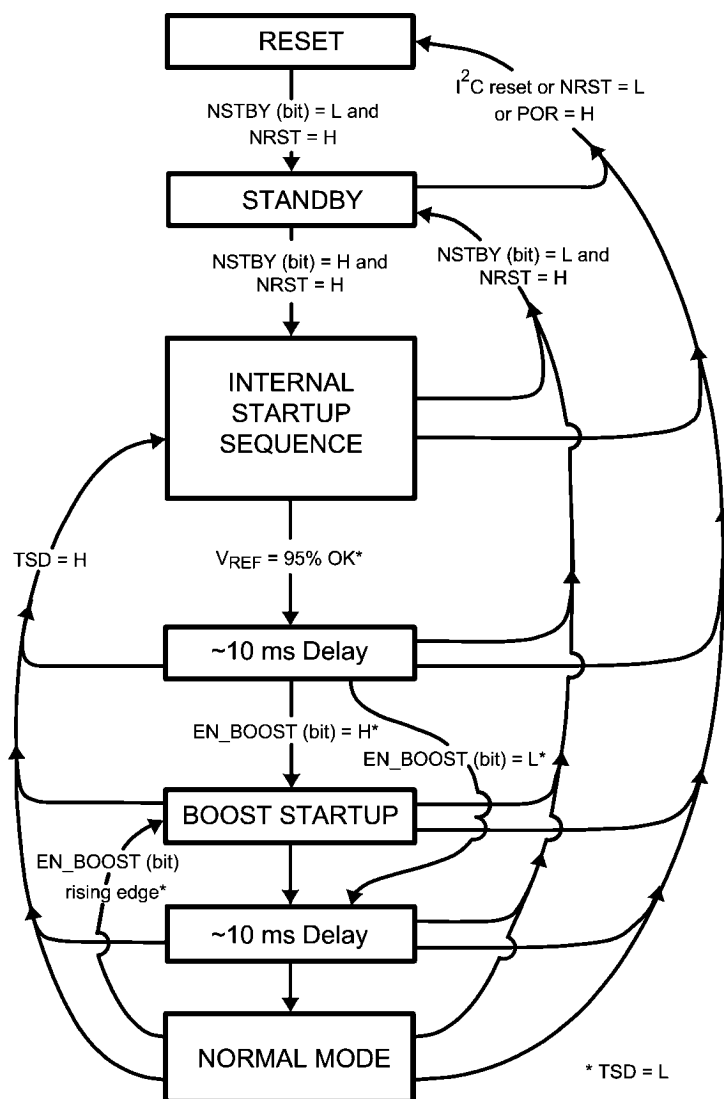 RESET
I²C reset or NRST = L
or POR = H
NSTBY (bit) = L and
NRST = H
STANDBY
NSTBY (bit) = H and
NRST = H
NSTBY (bit) = L and
NRST = H
INTERNAL
STARTUP
SEQUENCE
TSD = H
VREF = 95% OK*
~10 ms Delay
EN_BOOST (bit) = H*
EN_BOOST (bit) = L*
BOOST STARTUP
EN_BOOST (bit)
rising edge*
~10 ms Delay
NORMAL MODE
* TSD = L